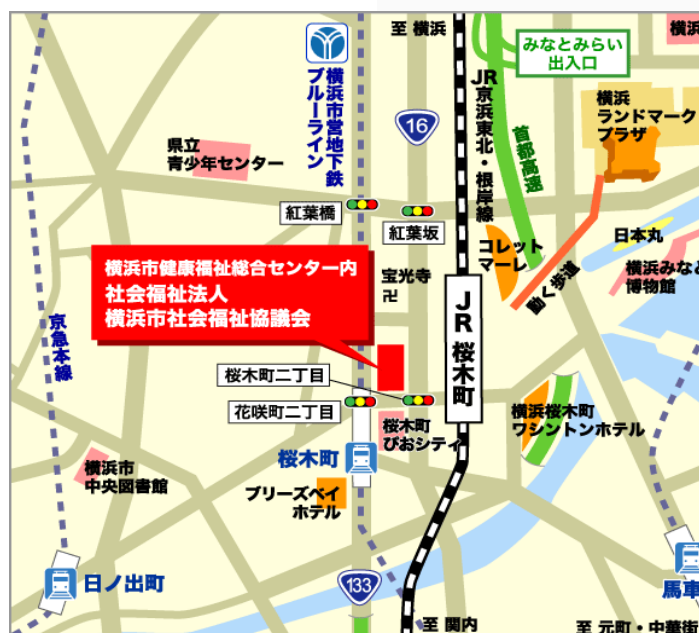 至 横浜
みなとみらい
出入口
横浜
横浜市営地下鉄
ブルーライン
16
JR
京浜東北・根岸線
首都高速
横浜
ランドマーク
プラザ
県立
青少年センター
紅葉橋
紅葉坂
コレット
マーレ
日本丸
動く歩道
横浜みなと
博物館
宝光寺
卍
横浜市健康福祉総合センター内
社会福祉法人
横浜市社会福祉協議会
京急本線
JR 桜木町
桜木町二丁目
花咲町二丁目
桜木町
ぴおシティ
横浜桜木町
ワシントンホテル
桜木町
横浜市
中央図書館
ブリーズベイ
ホテル
日ノ出町
133
馬車
至 関内
至 元町・中華街